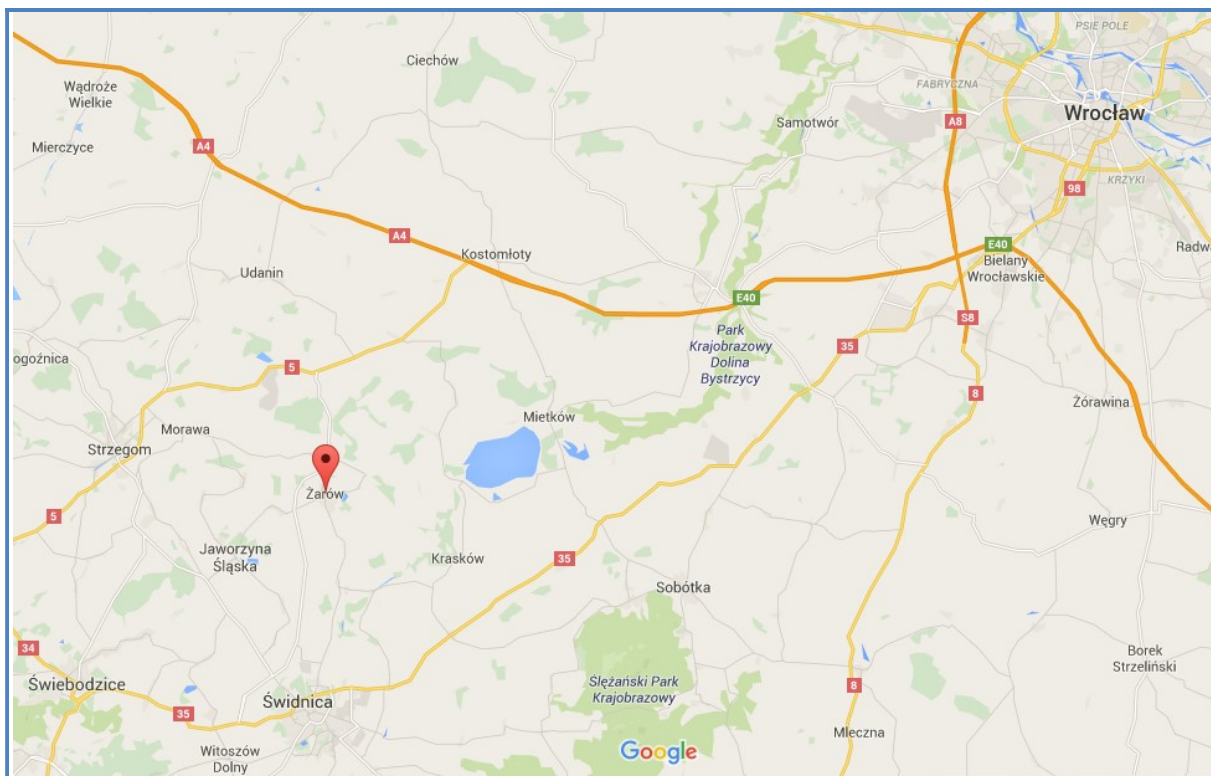 PSIE POLE
Ciechów
Wądroże
Wielkie
FABRYCZNA
Wrocław
Samotwór
A8
Mierczyce
A4
KRZYKI
98
A4
E40
Radwa
Kostomłoty
Bielany
Wrocławskie
Udanin
E40
S8
Park
Krajobrazowy
Dolina
Bystrzycy
35
ogoźnica
5
8
Żórawina
Mietków
Morawa
Strzegom
Żarów
5
Węgry
Jaworzyna
Śląska
Krasków
35
Sobótka
34
Borek
Strzeliński
Świebodzice
Ślężański Park
Krajobrazowy
8
Świdnica
35
Mleczna
Witoszów
Dolny
Google